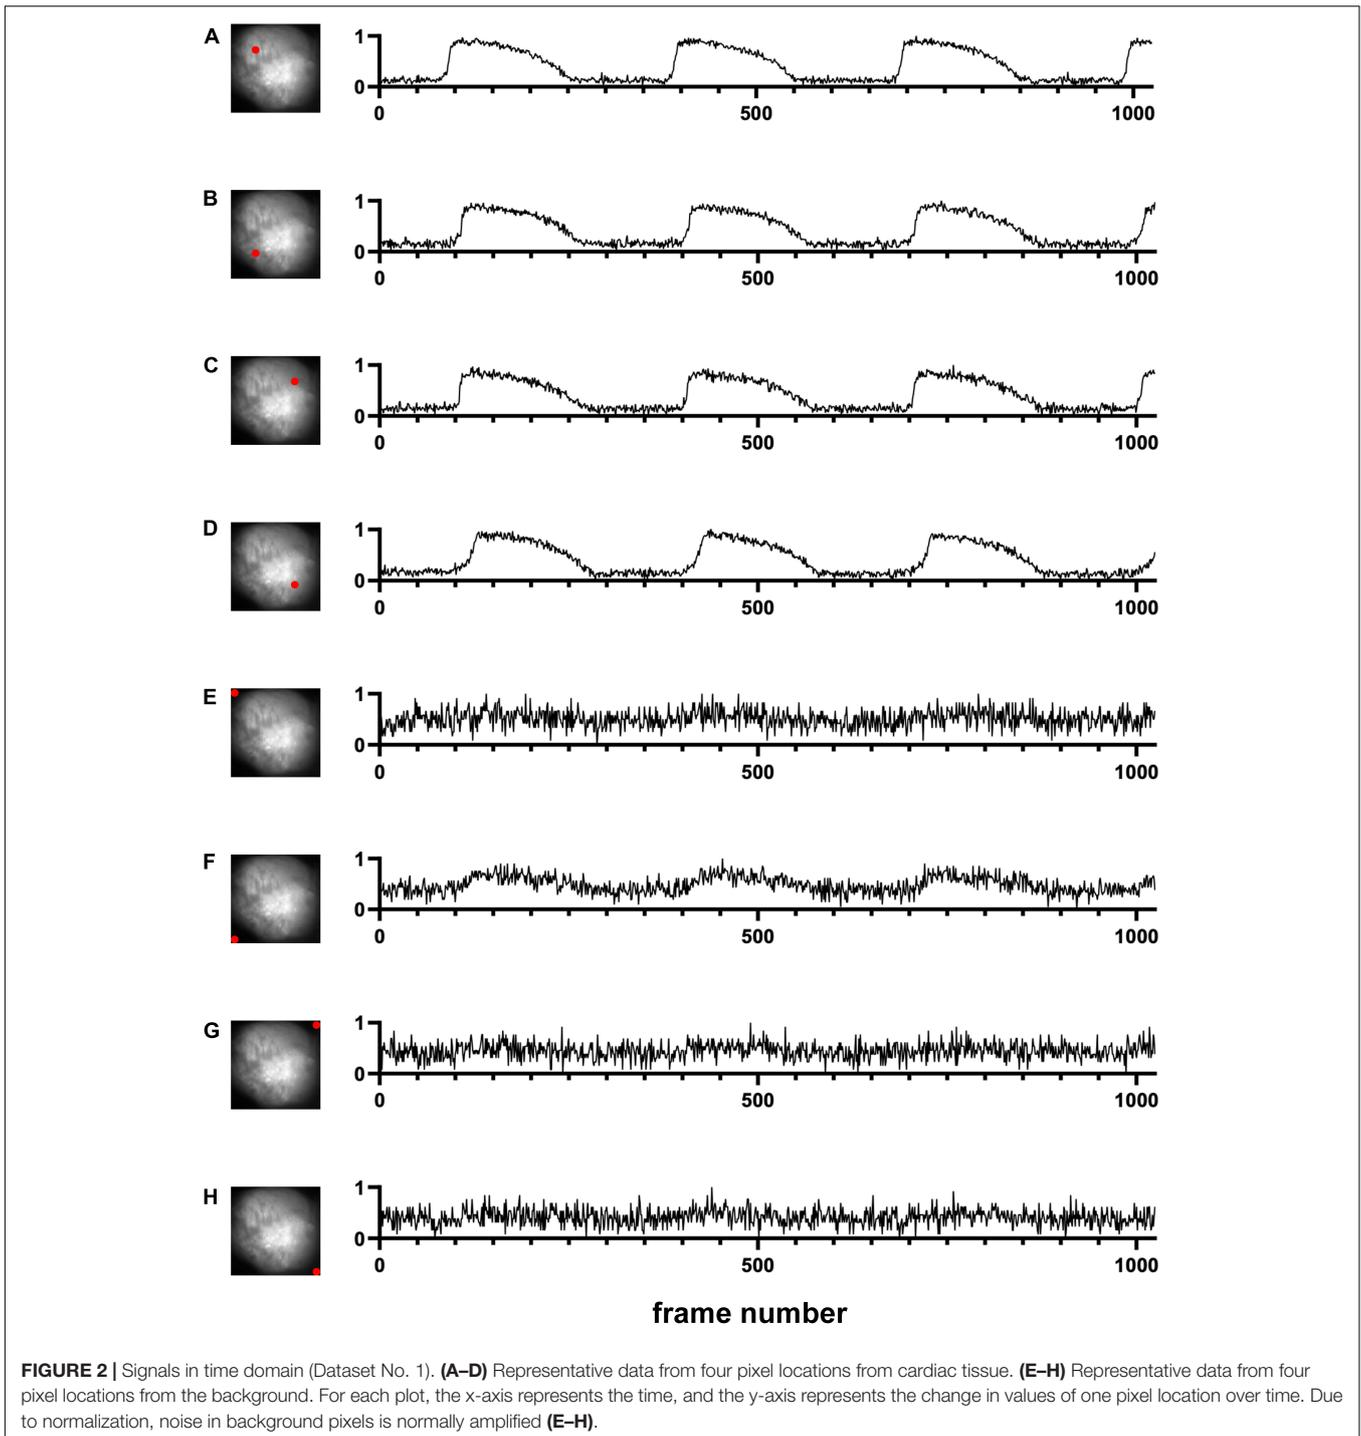 A
1
0
0 500 1000
B
1
0
0 500 1000
C
1
0
0 500 1000
D
1
0
0 500 1000
E
1
0
0 500 1000
F
1
0
0 500 1000
G
1
0
0 500 1000
H
1
0
0 500 1000
frame number
FIGURE 2 | Signals in time domain (Dataset No. 1). (A–D) Representative data from four pixel locations from cardiac tissue. (E–H) Representative data from four
pixel locations from the background. For each plot, the x-axis represents the time, and the y-axis represents the change in values of one pixel location over time. Due
to normalization, noise in background pixels is normally amplified (E–H).